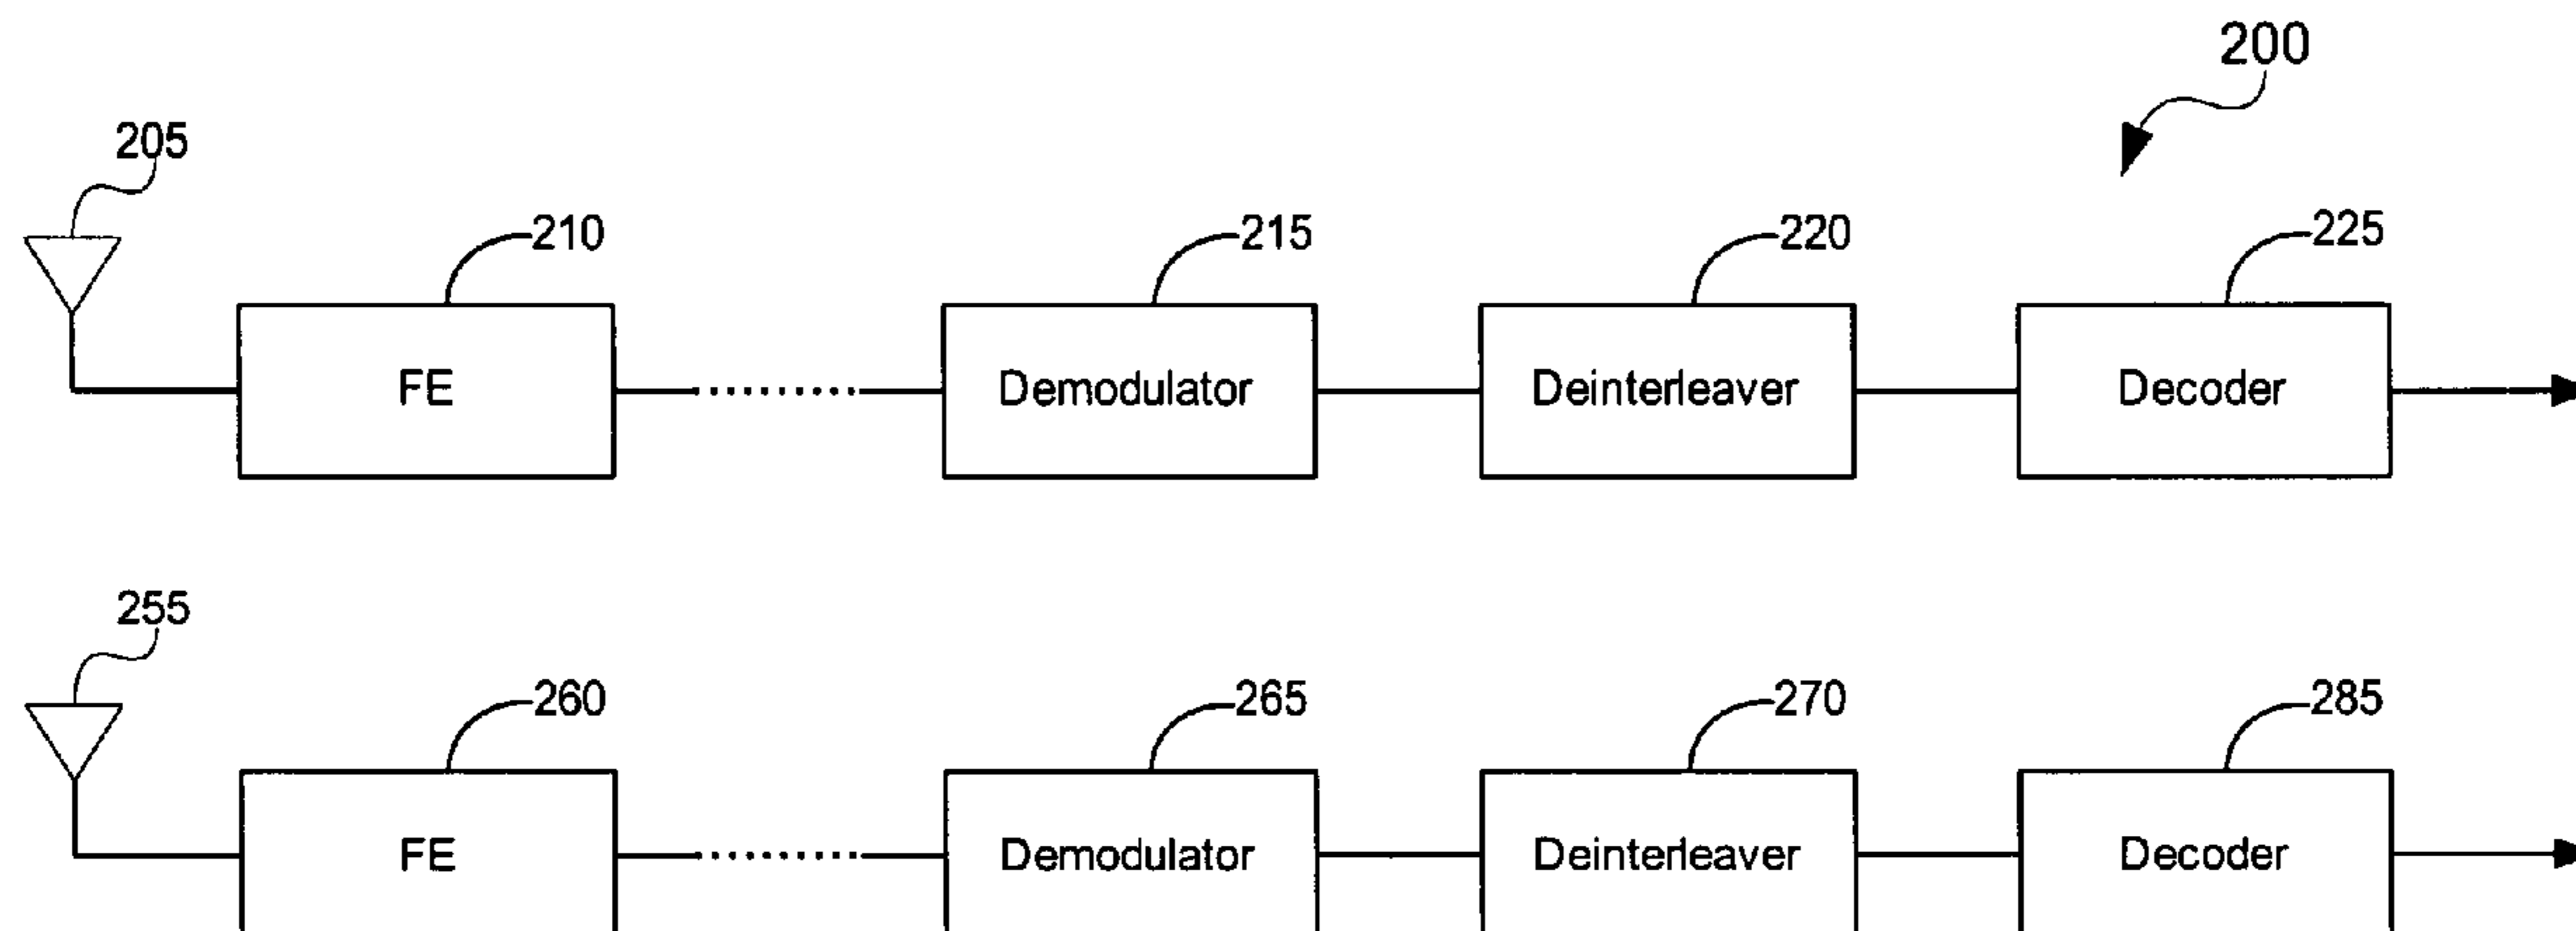 200
205
210
215
220
225
FE
Demodulator
Deinterleaver
Decoder
255
260
265
270
285
FE
Demodulator
Deinterleaver
Decoder